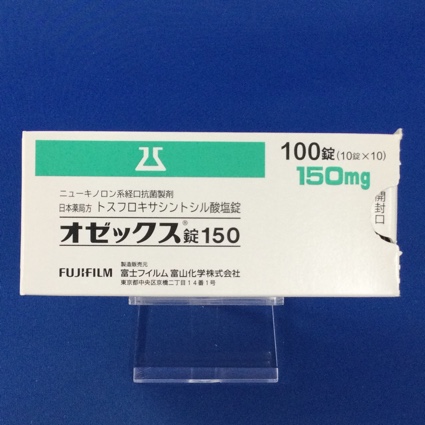 100錠(10錠×10)
150mg
ニューキノロン系経口抗菌製剤
日本薬局方 トスフロキサシントシル酸塩錠
オゼックス®錠150
製造販売元
FUJIFILM 富士フイルム富山化学株式会社
東京都中央区京橋二丁目14番1号
開封口